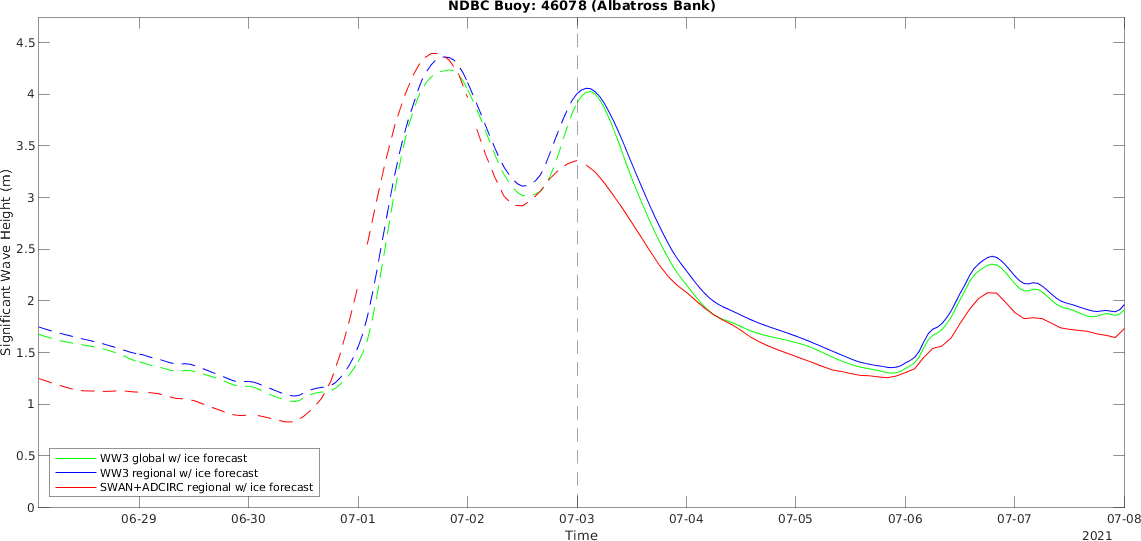 NDBC Buoy: 46078 (Albatross Bank)
4.5
4
3.5
3
2.5
2
1.5
1
0.5
0
Significant Wave Height (m)
WW3 global w/ ice forecast
WW3 regional w/ ice forecast
SWAN+ADCIRC regional w/ ice forecast
06-29 06-30 07-01 07-02 07-03 07-04 07-05 07-06 07-07 07-08
Time
2021